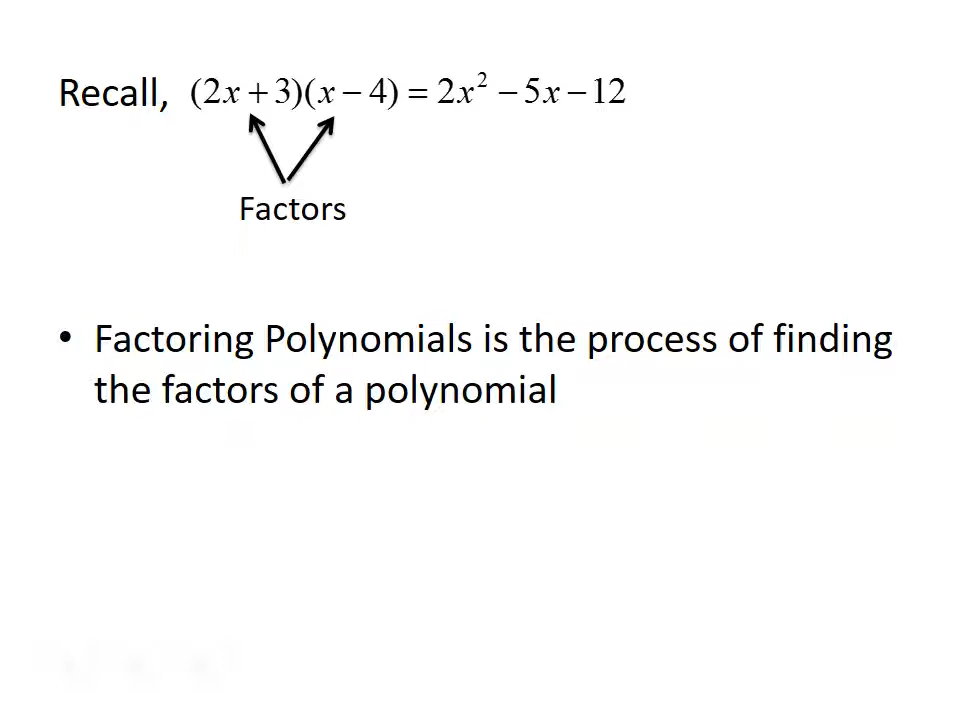 Recall, (2x + 3)(x − 4) = 2x² − 5x − 12
Factors
• Factoring Polynomials is the process of finding
the factors of a polynomial